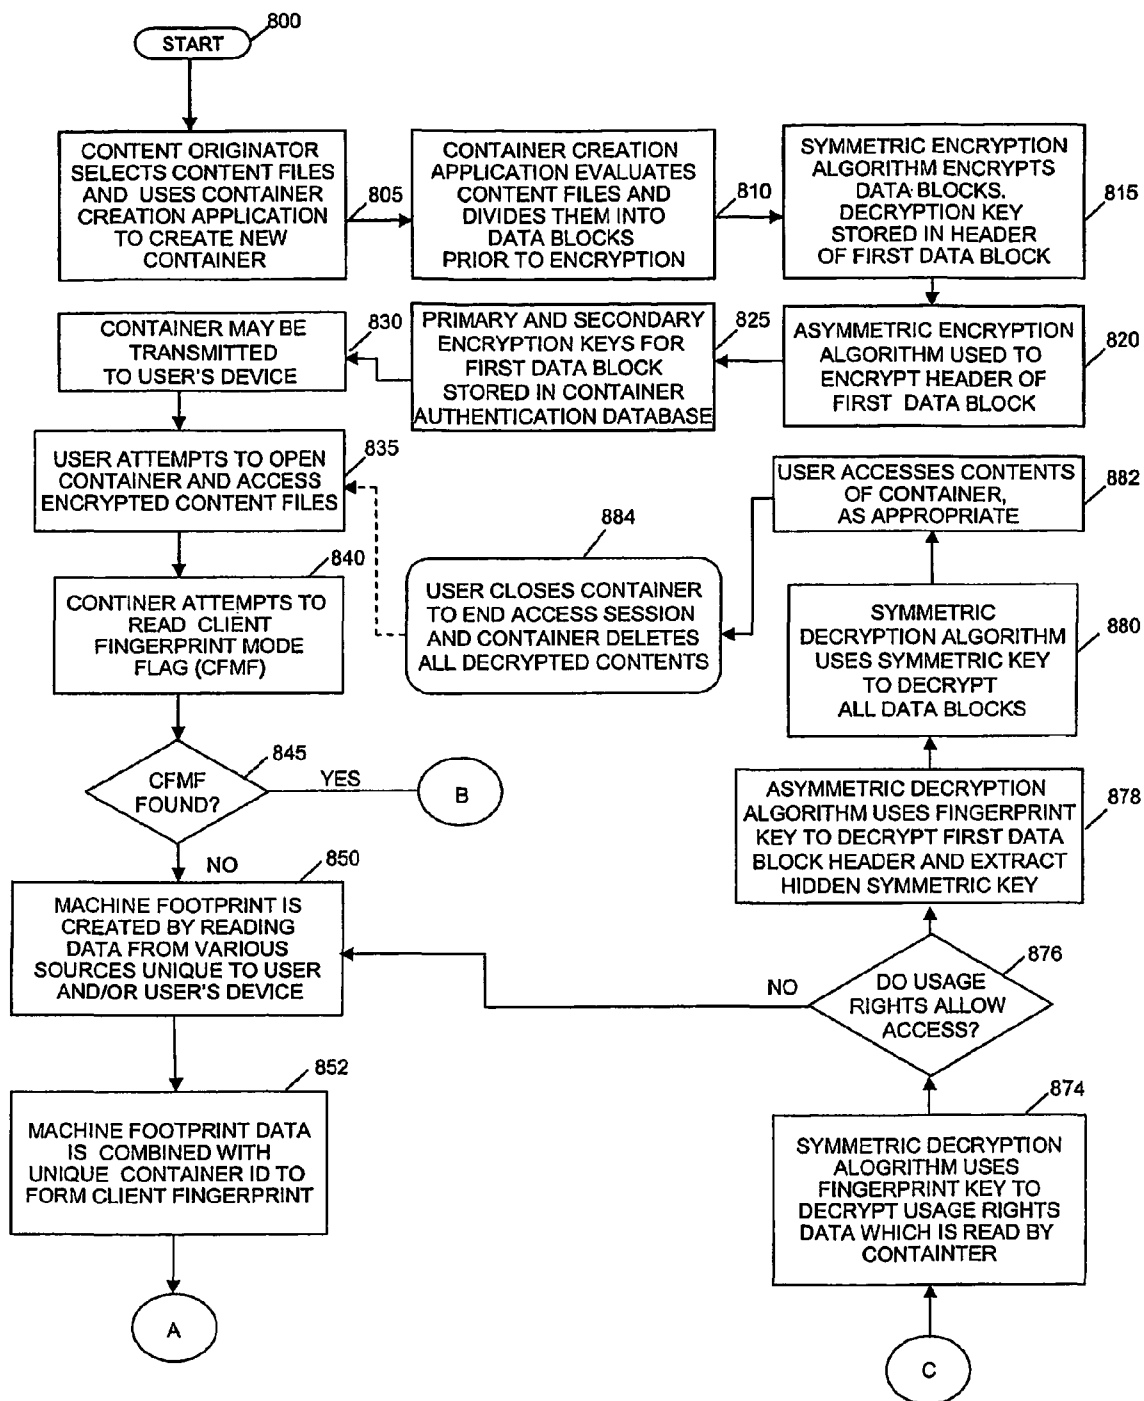 800
START
CONTENT ORIGINATOR
SELECTS CONTENT FILES
AND USES CONTAINER
CREATION APPLICATION
TO CREATE NEW
CONTAINER
805
CONTAINER CREATION
APPLICATION EVALUATES
CONTENT FILES AND
DIVIDES THEM INTO
DATA BLOCKS
PRIOR TO ENCRYPTION
810
SYMMETRIC ENCRYPTION
ALGORITHM ENCRYPTS
DATA BLOCKS.
DECRYPTION KEY
STORED IN HEADER
OF FIRST DATA BLOCK
815
ASYMMETRIC ENCRYPTION
ALGORITHM USED TO
ENCRYPT HEADER OF
FIRST DATA BLOCK
820
PRIMARY AND SECONDARY
ENCRYPTION KEYS FOR
FIRST DATA BLOCK
STORED IN CONTAINER
AUTHENTICATION DATABASE
825
CONTAINER MAY BE
TRANSMITTED
TO USER'S DEVICE
830
USER ATTEMPTS TO OPEN
CONTAINER AND ACCESS
ENCRYPTED CONTENT FILES
835
840
CONTINER ATTEMPTS TO
READ CLIENT
FINGERPRINT MODE
FLAG (CFMF)
845
CFMF
FOUND?
YES
B
NO
850
MACHINE FOOTPRINT IS
CREATED BY READING
DATA FROM VARIOUS
SOURCES UNIQUE TO USER
AND/OR USER'S DEVICE
852
MACHINE FOOTPRINT DATA
IS COMBINED WITH
UNIQUE CONTAINER ID TO
FORM CLIENT FINGERPRINT
A
USER ACCESSES CONTENTS
OF CONTAINER,
AS APPROPRIATE
882
884
USER CLOSES CONTAINER
TO END ACCESS SESSION
AND CONTAINER DELETES
ALL DECRYPTED CONTENTS
SYMMETRIC
DECRYPTION ALGORITHM
USES SYMMETRIC KEY
TO DECRYPT
ALL DATA BLOCKS
880
ASYMMETRIC DECRYPTION
ALGORITHM USES FINGERPRINT
KEY TO DECRYPT FIRST DATA
BLOCK HEADER AND EXTRACT
HIDDEN SYMMETRIC KEY
878
876
DO USAGE
RIGHTS ALLOW
ACCESS?
NO
874
SYMMETRIC DECRYPTION
ALOGRITHM USES
FINGERPRINT KEY TO
DECRYPT USAGE RIGHTS
DATA WHICH IS READ BY
CONTAINTER
C